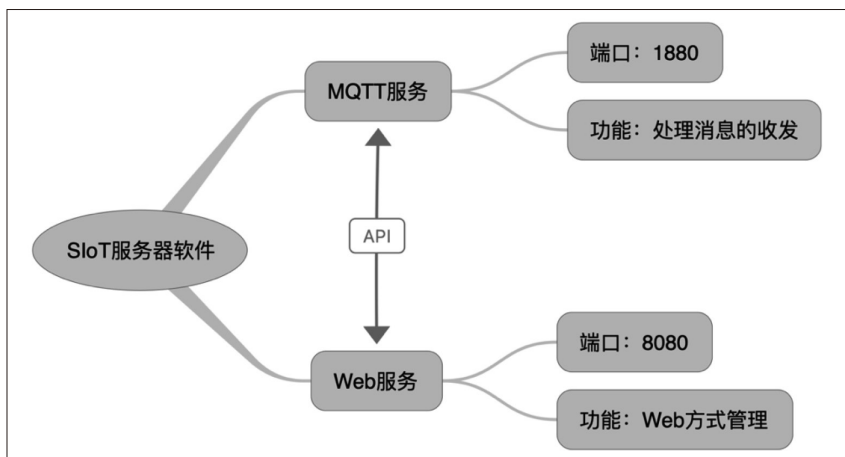 端口：1880
MQTT服务
功能：处理消息的收发
API
SIoT服务器软件
端口：8080
Web服务
功能：Web方式管理